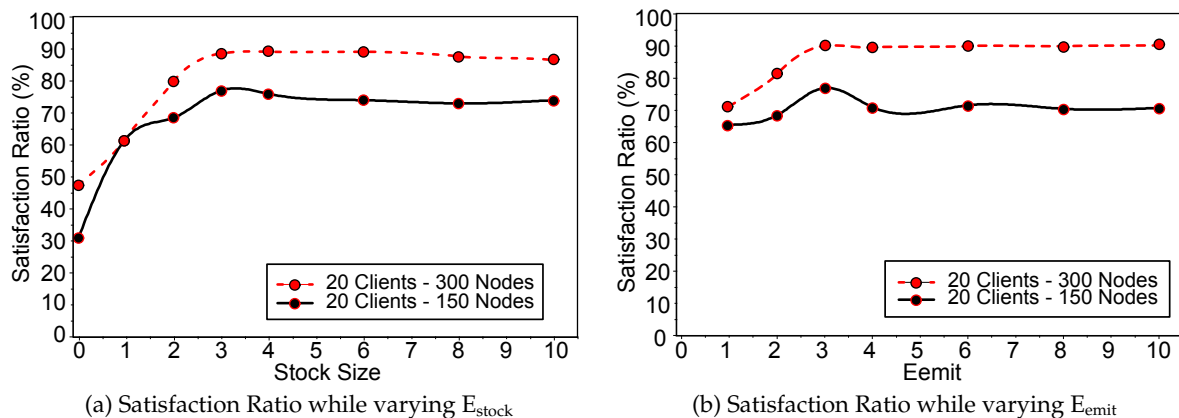 100
90
80
70
60
50
40
30
20
10
0
Satisfaction Ratio (%)
20 Clients - 300 Nodes
20 Clients - 150 Nodes
0 1 2 3 4 5 6 7 8 9 10
Stock Size
(a) Satisfaction Ratio while varying Estock
100
90
80
70
60
50
40
30
20
10
0
Satisfaction Ratio (%)
20 Clients - 300 Nodes
20 Clients - 150 Nodes
0 1 2 3 4 5 6 7 8 9 10
Eemit
(b) Satisfaction Ratio while varying Eemit